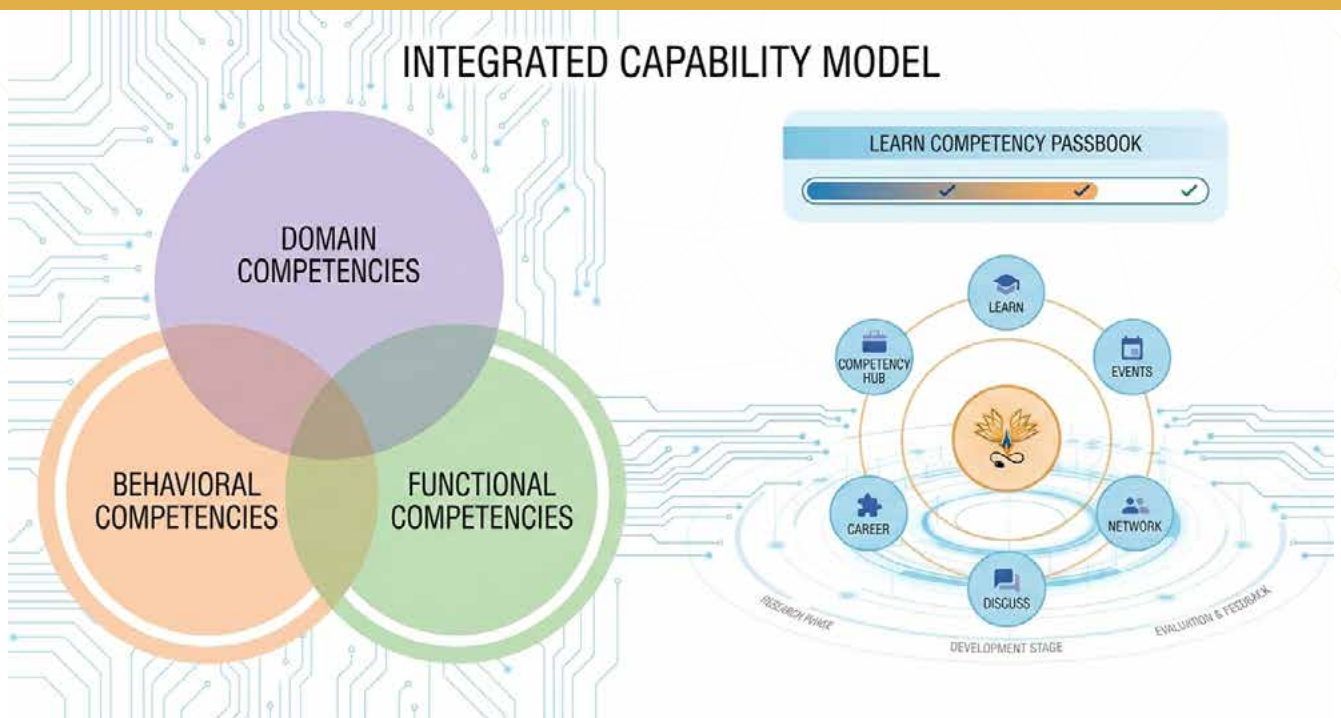 INTEGRATED CAPABILITY MODEL
DOMAIN
COMPETENCIES
BEHAVIORAL
COMPETENCIES
FUNCTIONAL
COMPETENCIES
LEARN COMPETENCY PASSBOOK
LEARN
COMPETENCY
HUB
EVENTS
CAREER
NETWORK
DISCUSS
RESEARCH
DEVELOPMENT STAGE
EVALUATION & FEEDBACK